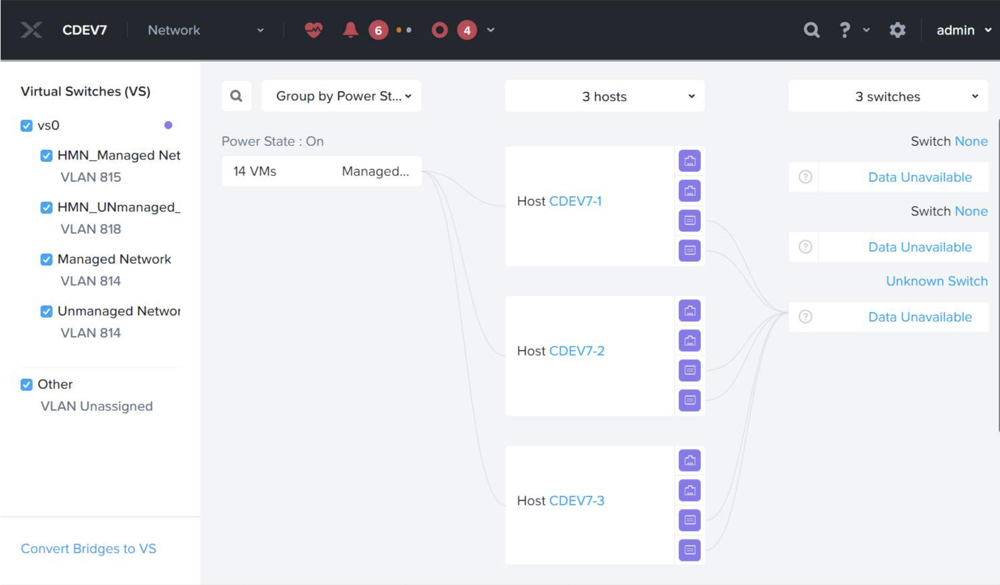 CDEV7
Network
6
4
?
admin
Virtual Switches (VS)
vs0
HMN_Managed Net
VLAN 815
HMN_UNmanaged_
VLAN 818
Managed Network
VLAN 814
Unmanaged Networ
VLAN 814
Other
VLAN Unassigned
Convert Bridges to VS
Group by Power St...
Power State : On
14 VMs Managed...
3 hosts
Host CDEV7-1
Host CDEV7-2
Host CDEV7-3
3 switches
Switch None
? Data Unavailable
Switch None
? Data Unavailable
Unknown Switch
? Data Unavailable